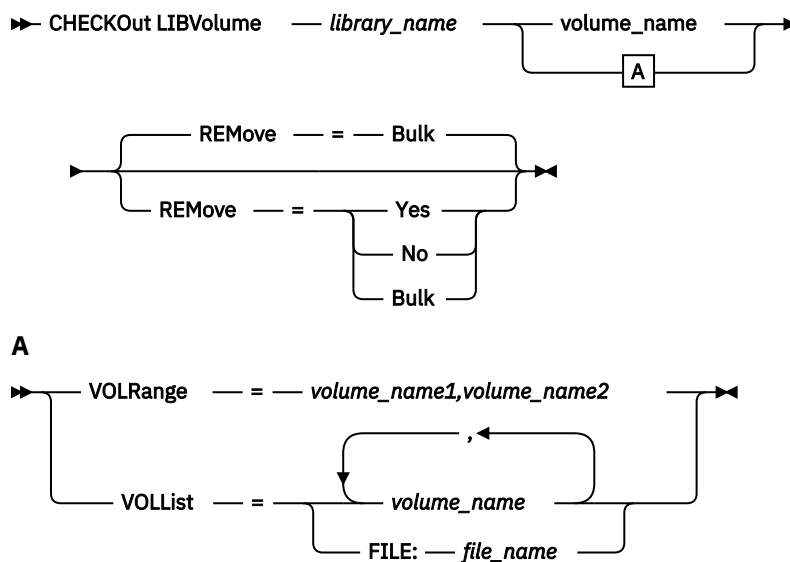 CHECKOut LIBVolume library_name volume_name
A
REMove = Bulk
REMove = Yes
No
Bulk
A
VOLRange = volume_name1,volume_name2
,
VOLList = volume_name
FILE: file_name